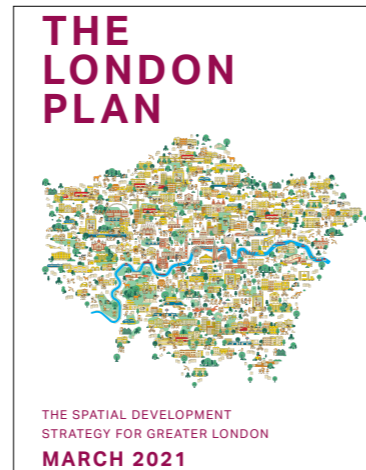 THE
LONDON
PLAN
THE SPATIAL DEVELOPMENT
STRATEGY FOR GREATER LONDON
MARCH 2021